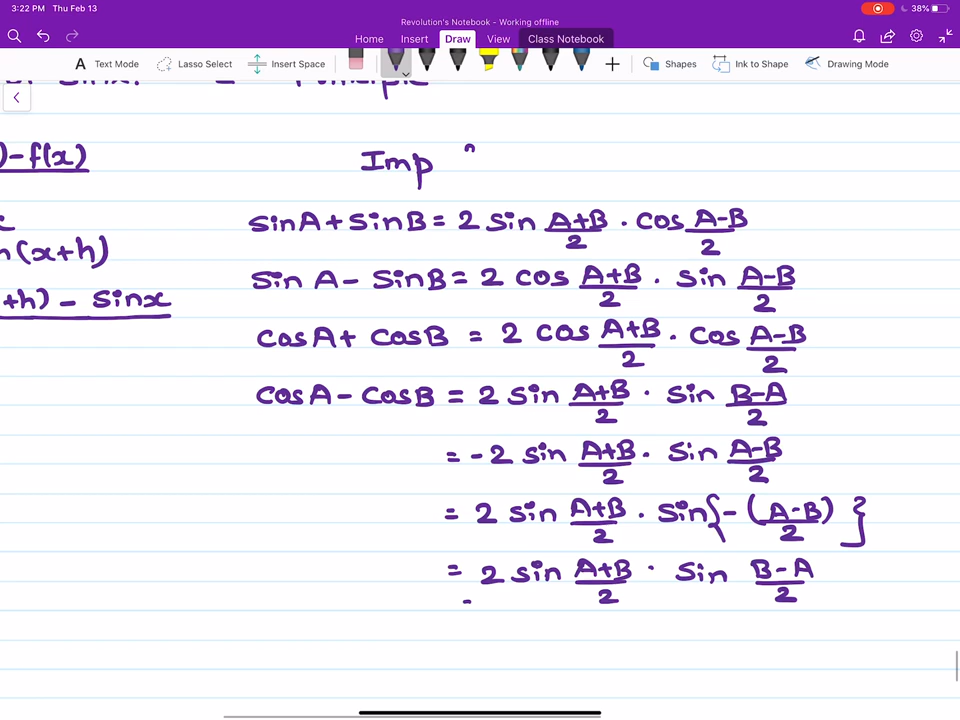 3:22 PM Thu Feb 13
38%
Revolution's Notebook - Working offline
Home Insert Draw View Class Notebook
Text Mode Lasso Select Insert Space Shapes Ink to Shape Drawing Mode
)-f(x)
Imp
sinA+sinB = 2 sin A+B/2 · cos A-B/2
(x+h)
sin A - sinB = 2 cos A+B/2 · sin A-B/2
+h) - sinx
cosA+ cosB = 2 cos A+B/2 · cos A-B/2
cosA - cosB = 2 sin A+B/2 · sin B-A/2
= -2 sin A+B/2 · sin A-B/2
= 2 sin A+B/2 · sin{-(A-B/2)}
= 2 sin A+B/2 · sin B-A/2